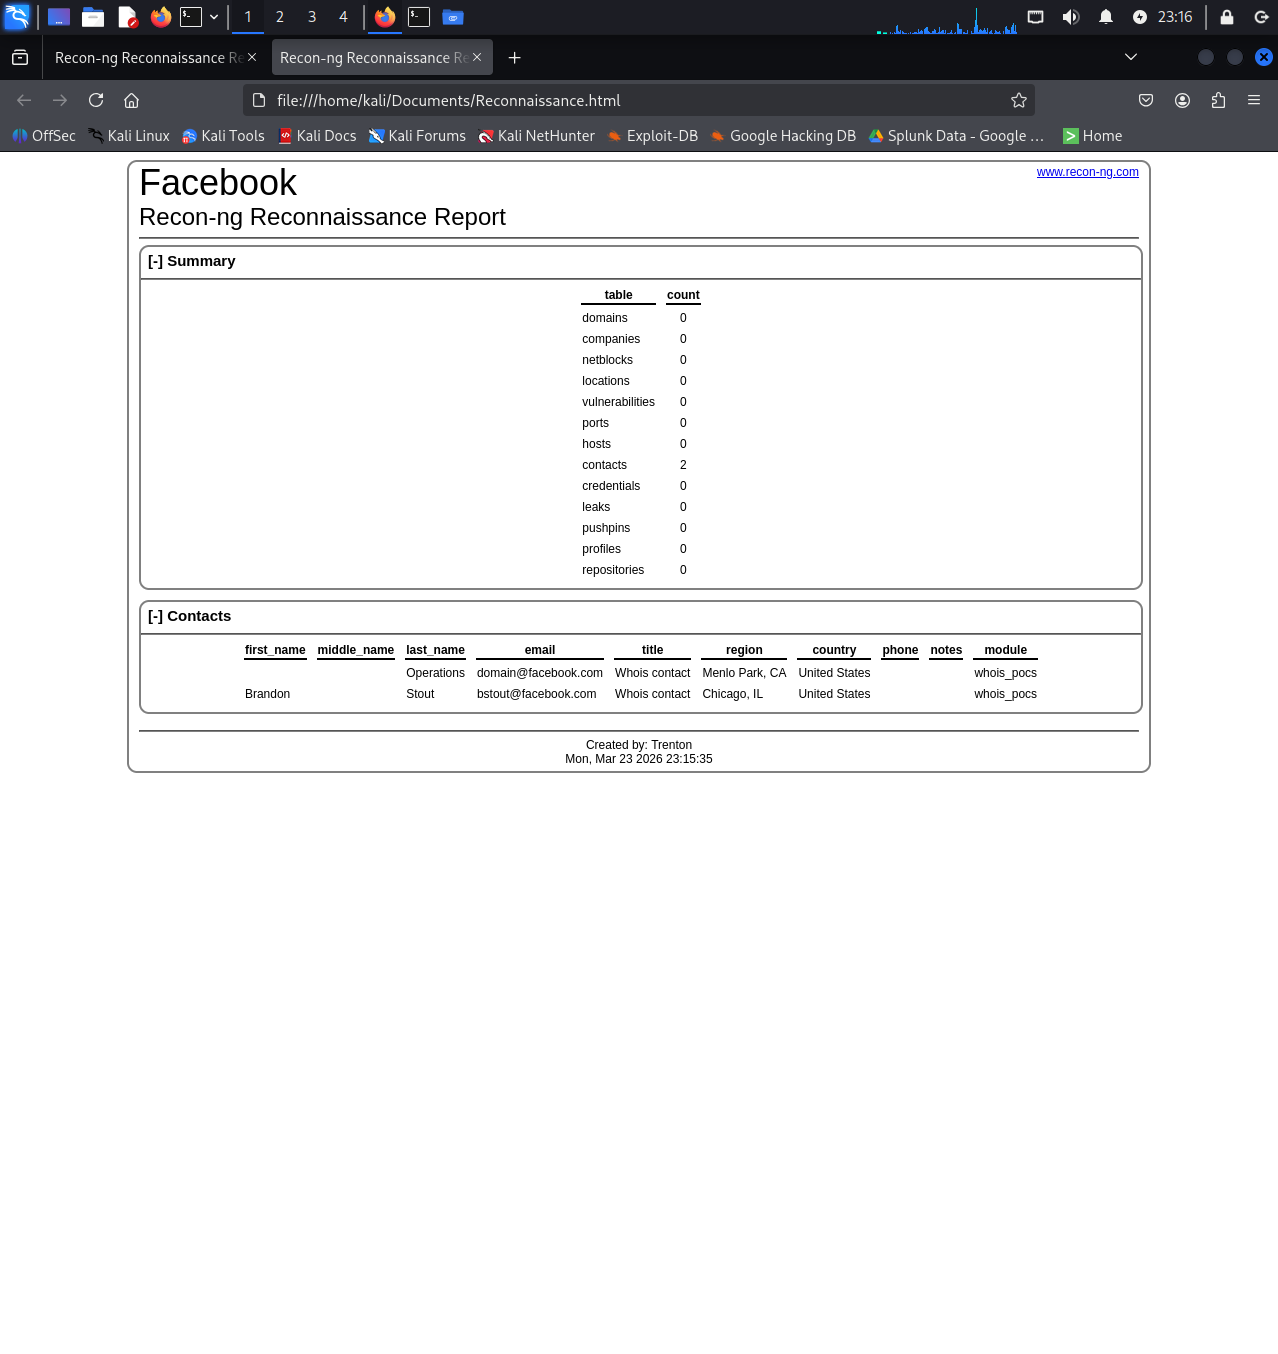 1 2 3 4 23:16
Recon-ng Reconnaissance Re Recon-ng Reconnaissance Re
file:///home/kali/Documents/Reconnaissance.html
OffSec Kali Linux Kali Tools Kali Docs Kali Forums Kali NetHunter Exploit-DB Google Hacking DB Splunk Data - Google … Home
www.recon-ng.com
Facebook
Recon-ng Reconnaissance Report
[-] Summary
table count
domains 0
companies 0
netblocks 0
locations 0
vulnerabilities 0
ports 0
hosts 0
contacts 2
credentials 0
leaks 0
pushpins 0
profiles 0
repositories 0
[-] Contacts
first_name middle_name last_name email title region country phone notes module
Operations domain@facebook.com Whois contact Menlo Park, CA United States whois_pocs
Brandon Stout bstout@facebook.com Whois contact Chicago, IL United States whois_pocs
Created by: Trenton
Mon, Mar 23 2026 23:15:35